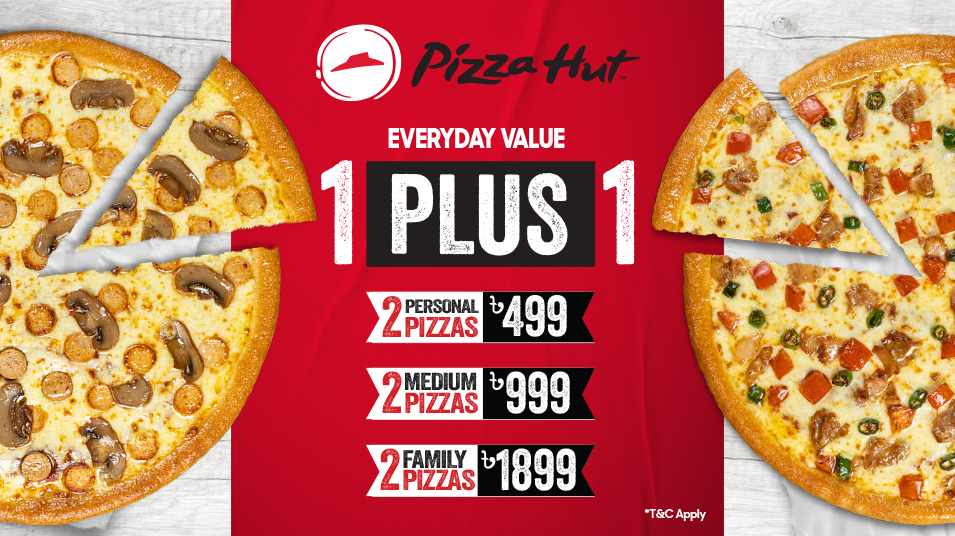 Pizza Hut™
EVERYDAY VALUE
1 PLUS 1
2 PERSONAL PIZZAS ৳499
2 MEDIUM PIZZAS ৳999
2 FAMILY PIZZAS ৳1899
*T&C Apply